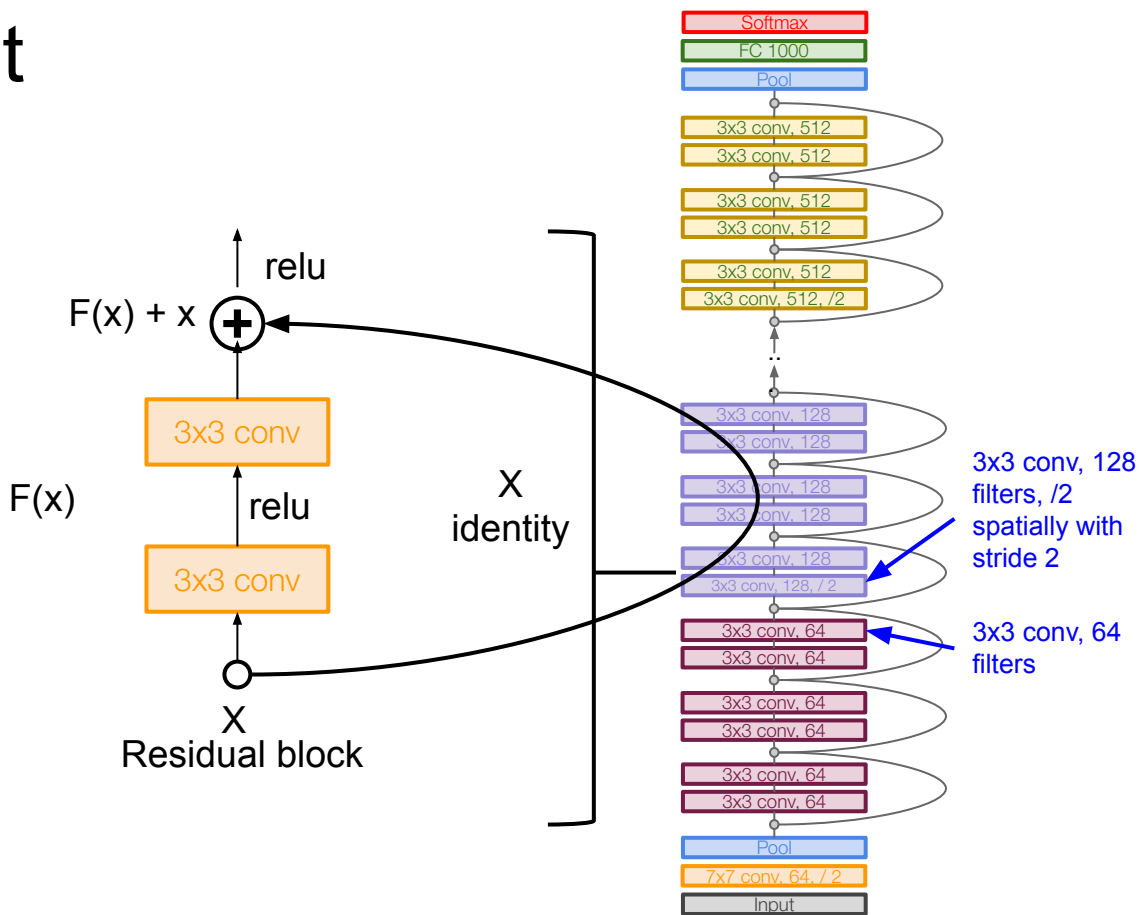 t
relu
F(x) + x
3x3 conv
F(x)
relu
3x3 conv
X
Residual block
X
identity
Softmax
FC 1000
Pool
3x3 conv, 512
3x3 conv, 512
3x3 conv, 512
3x3 conv, 512
3x3 conv, 512
3x3 conv, 512, /2
..
3x3 conv, 128
3x3 conv, 128
3x3 conv, 128
3x3 conv, 128
3x3 conv, 128
3x3 conv, 128, / 2
3x3 conv, 64
3x3 conv, 64
3x3 conv, 64
3x3 conv, 64
3x3 conv, 64
3x3 conv, 64
Pool
7x7 conv, 64, / 2
Input
3x3 conv, 128
filters, /2
spatially with
stride 2
3x3 conv, 64
filters